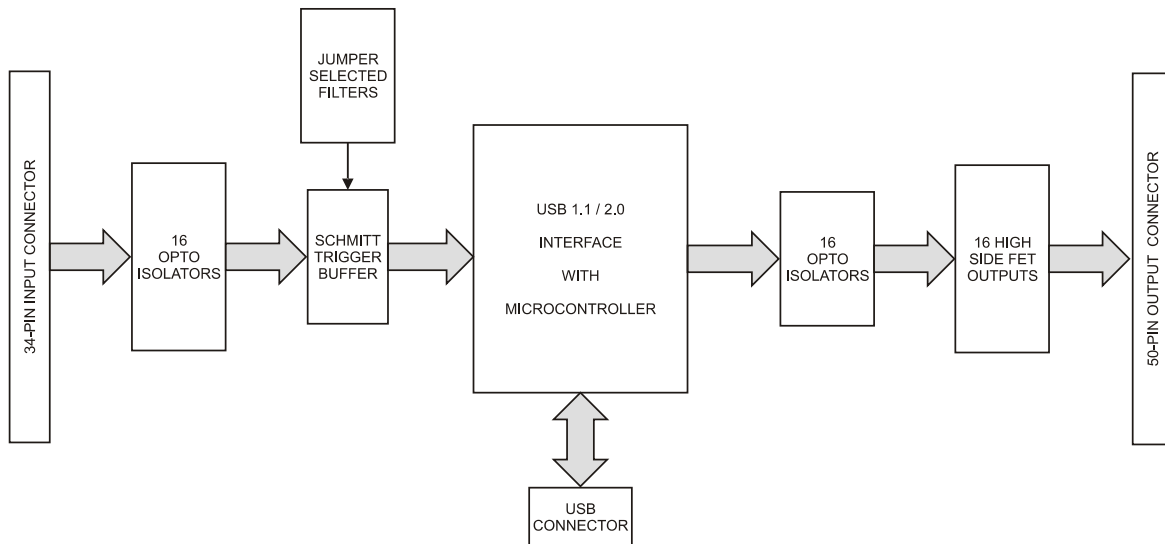 34-PIN INPUT CONNECTOR
16
OPTO
ISOLATORS
JUMPER
SELECTED
FILTERS
SCHMITT
TRIGGER
BUFFER
USB 1.1 / 2.0
INTERFACE
WITH
MICROCONTROLLER
USB
CONNECTOR
16
OPTO
ISOLATORS
16 HIGH
SIDE FET
OUTPUTS
50-PIN OUTPUT CONNECTOR